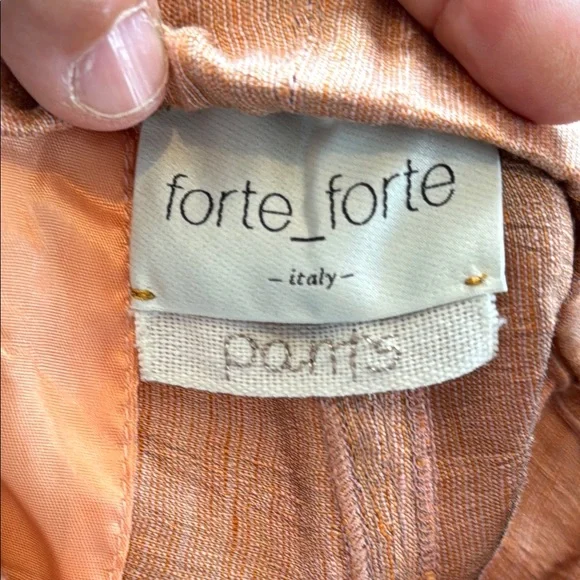 forte_forte
– italy –
pants